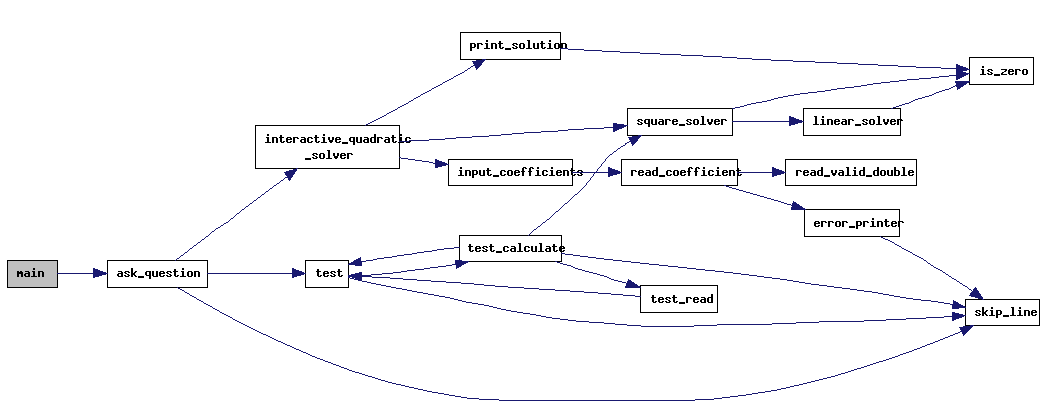 print_solution
is_zero
square_solver
linear_solver
interactive_quadratic
_solver
input_coefficients
read_coefficient
read_valid_double
error_printer
test_calculate
main
ask_question
test
test_read
skip_line